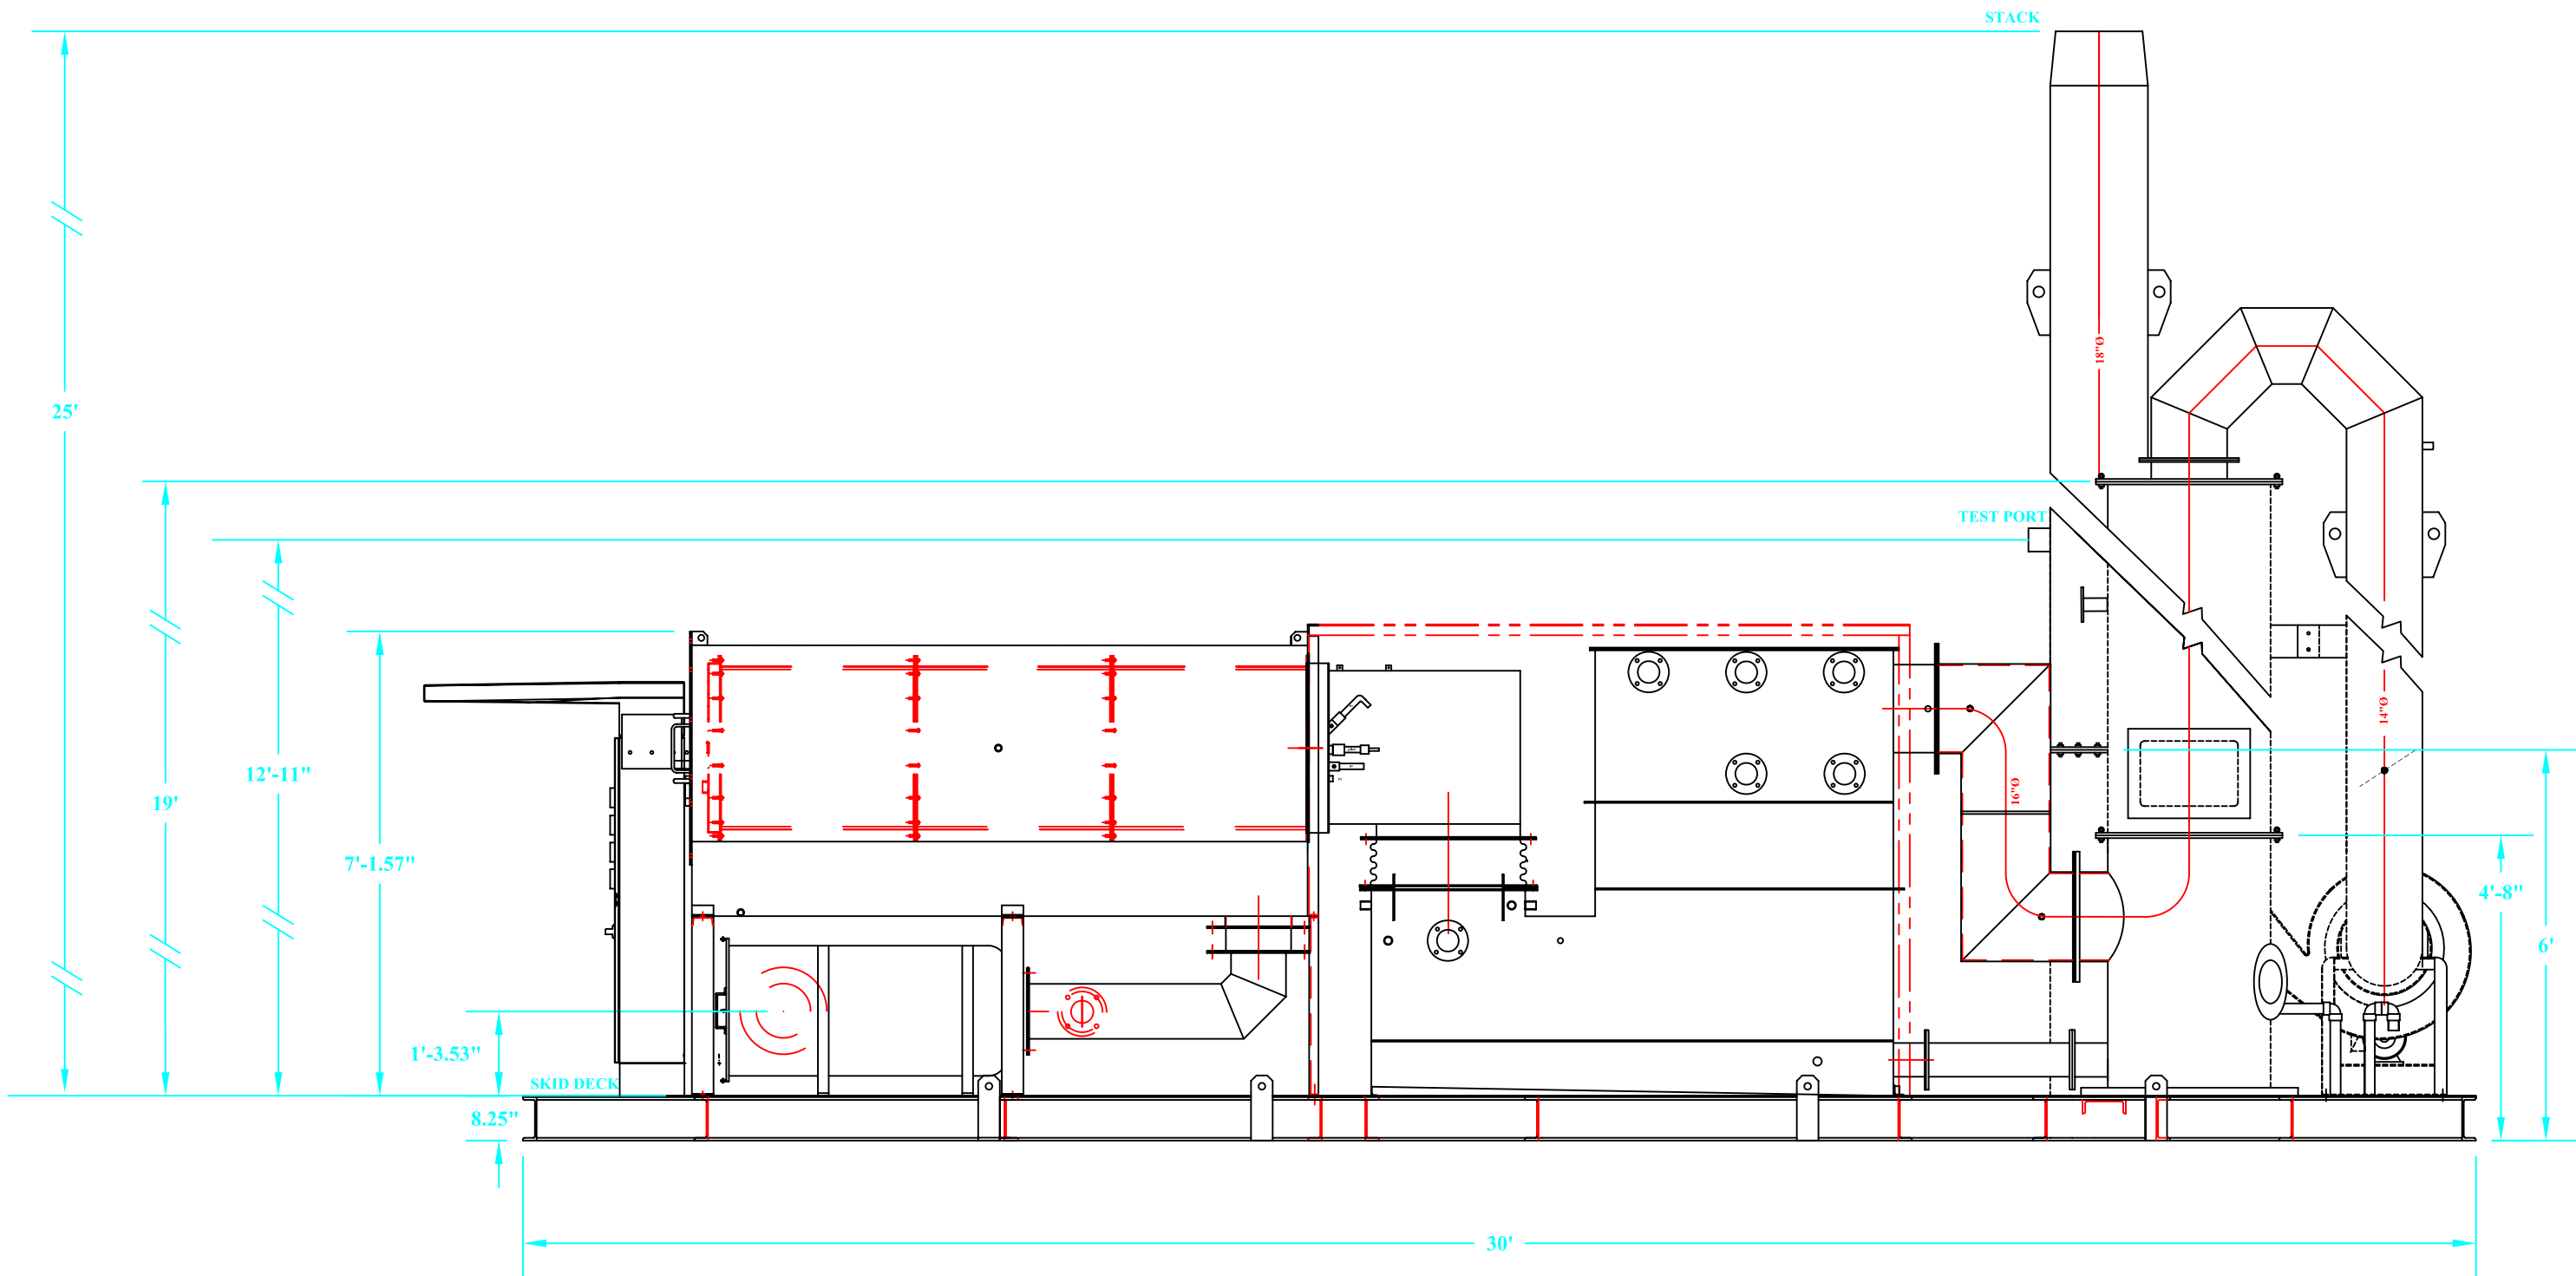 STACK
18"Ø
25'
TEST PORT
14"Ø
12'-11"
19'
16"Ø
7'-1.57"
4'-8"
6'
1'-3.53"
SKID DECK
8.25"
30'